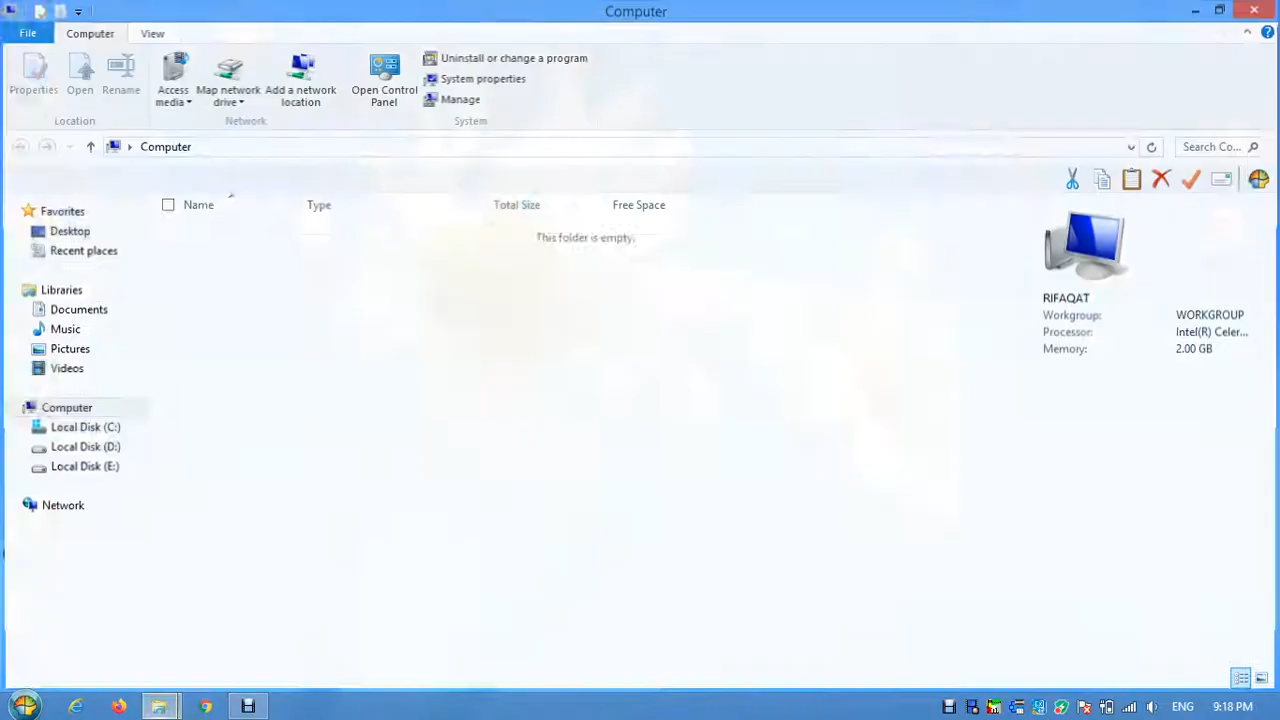 Computer
File
Computer
View
Properties
Open
Rename
Access media
Map network drive
Add a network location
Open Control Panel
Uninstall or change a program
System properties
Manage
Location
Network
System
Computer
Search Co...
Name
Type
Total Size
Free Space
This folder is empty.
Favorites
Desktop
Recent places
Libraries
Documents
Music
Pictures
Videos
Computer
Local Disk (C:)
Local Disk (D:)
Local Disk (E:)
Network
RIFAQAT
Workgroup: WORKGROUP
Processor: Intel(R) Celer...
Memory: 2.00 GB
ENG
9:18 PM